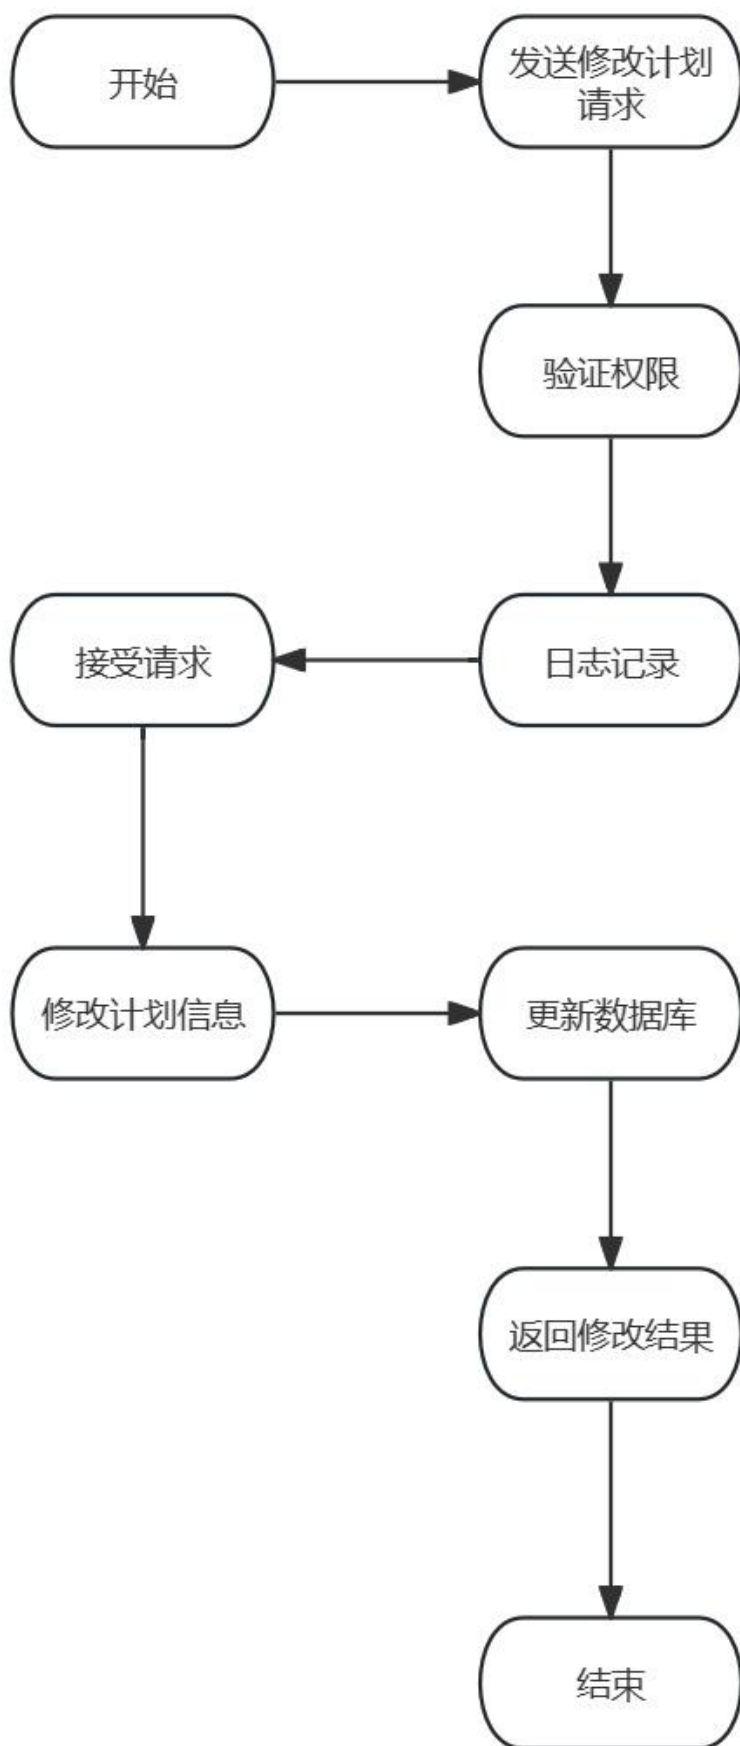 开始
发送修改计划
请求
验证权限
日志记录
接受请求
修改计划信息
更新数据库
返回修改结果
结束